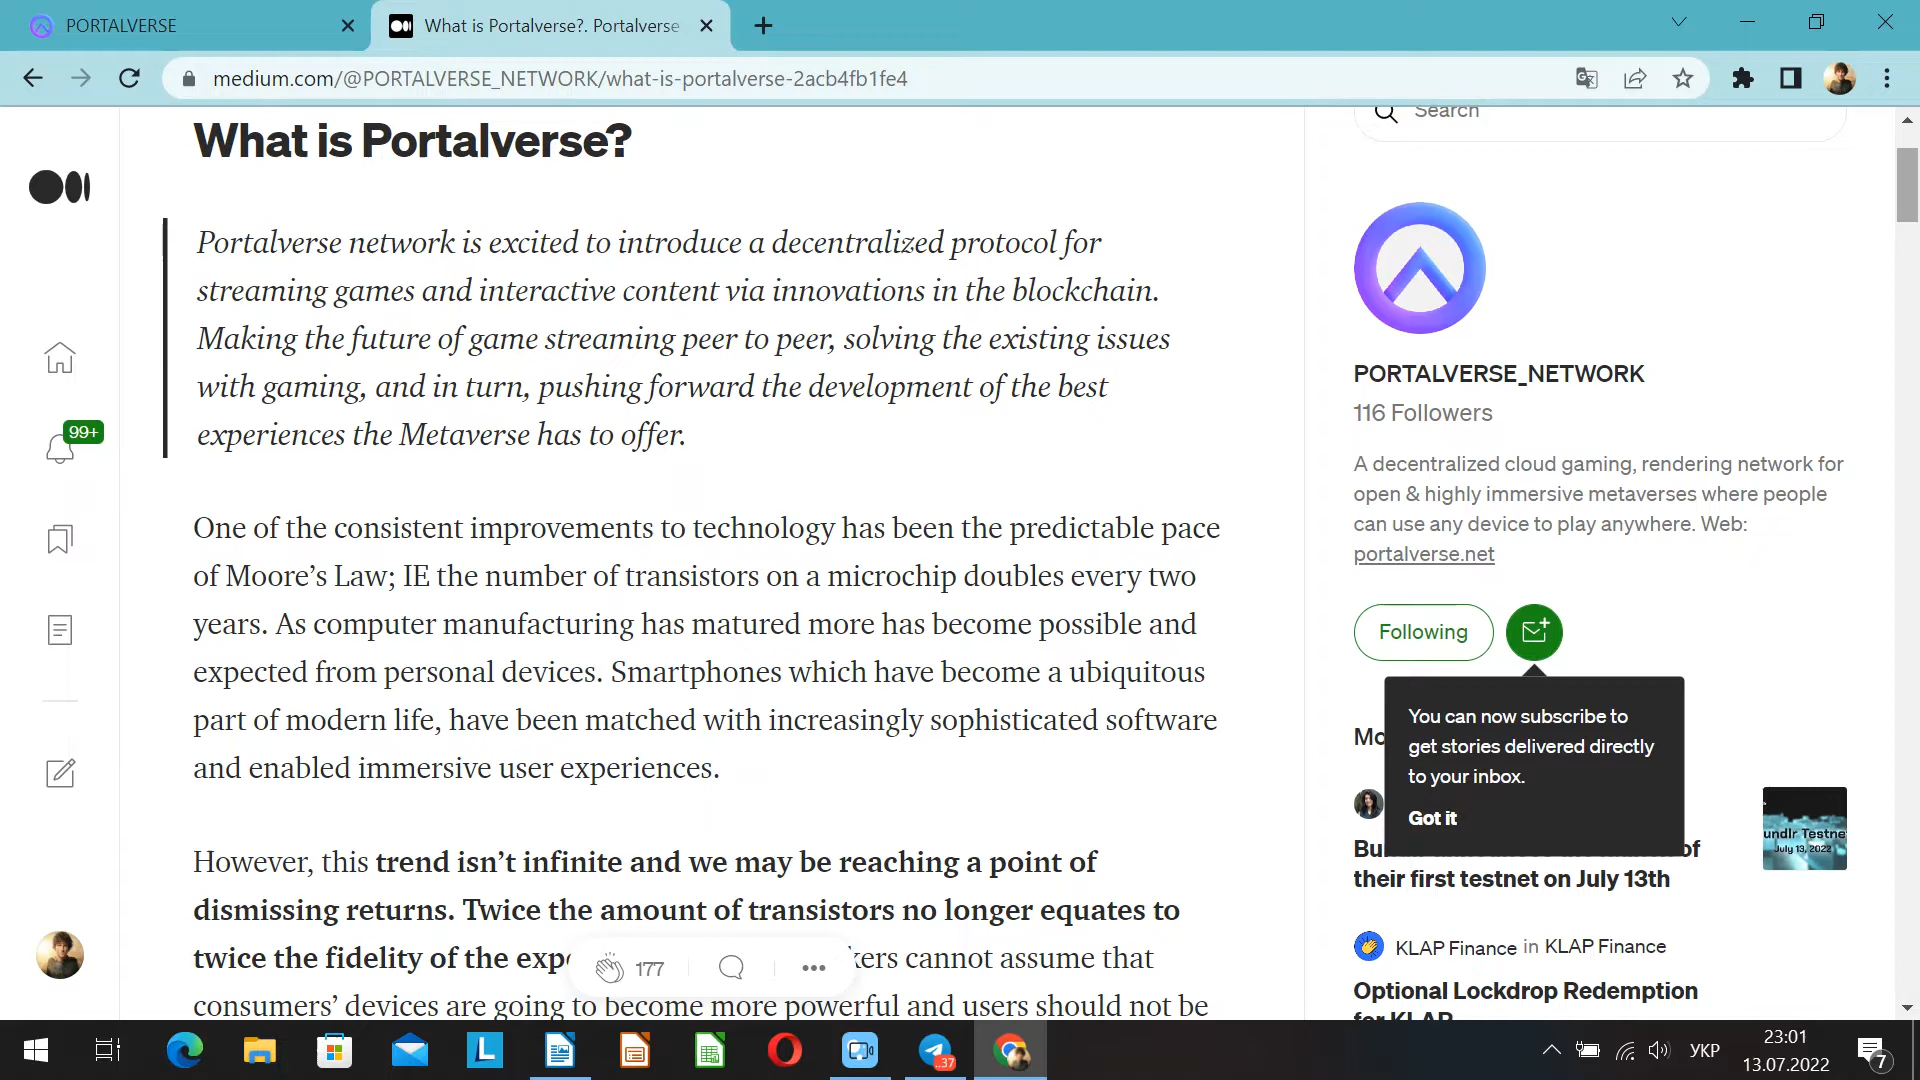 PORTALVERSE
What is Portalverse?. Portalverse
medium.com/@PORTALVERSE_NETWORK/what-is-portalverse-2acb4fb1fe4
What is Portalverse?
Portalverse network is excited to introduce a decentralized protocol for
streaming games and interactive content via innovations in the blockchain.
Making the future of game streaming peer to peer, solving the existing issues
with gaming, and in turn, pushing forward the development of the best
experiences the Metaverse has to offer.
One of the consistent improvements to technology has been the predictable pace
of Moore’s Law; IE the number of transistors on a microchip doubles every two
years. As computer manufacturing has matured more has become possible and
expected from personal devices. Smartphones which have become a ubiquitous
part of modern life, have been matched with increasingly sophisticated software
and enabled immersive user experiences.
However, this trend isn’t infinite and we may be reaching a point of
dismissing returns. Twice the amount of transistors no longer equates to
twice the fidelity of the expe kers cannot assume that
consumers’ devices are going to become more powerful and users should not be
99+
177
Search
PORTALVERSE_NETWORK
116 Followers
A decentralized cloud gaming, rendering network for
open & highly immersive metaverses where people
can use any device to play anywhere. Web:
portalverse.net
Following
You can now subscribe to
get stories delivered directly
to your inbox.
Got it
Mo
Bu of
their first testnet on July 13th
undlr Testne
July 13, 2022
KLAP Finance in KLAP Finance
Optional Lockdrop Redemption
for KLAP
L
..37
УКР
23:01
13.07.2022
7